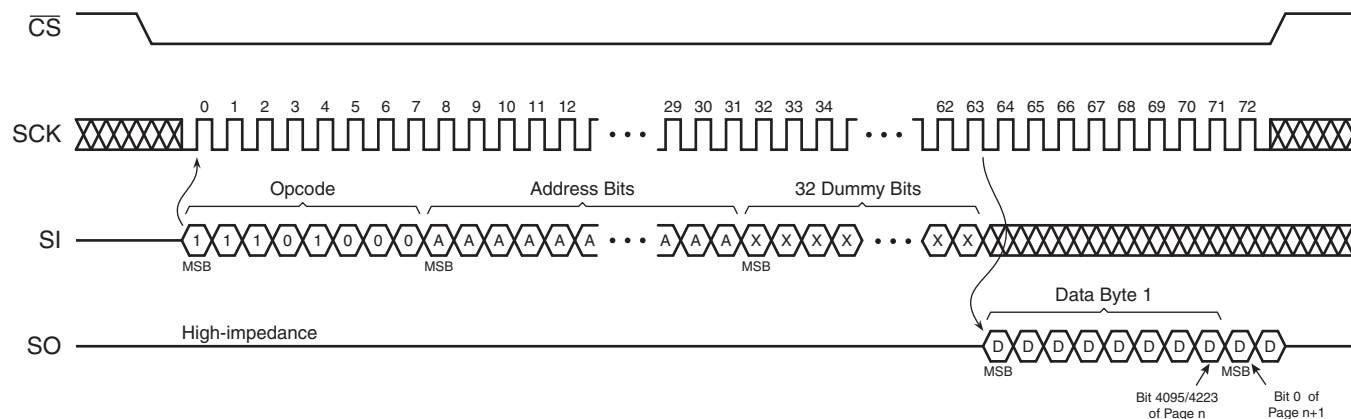 CS
0 1 2 3 4 5 6 7 8 9 10 11 12 29 30 31 32 33 34 62 63 64 65 66 67 68 69 70 71 72
SCK
Opcode Address Bits 32 Dummy Bits
SI 1 1 1 0 1 0 0 0 A A A A A A A A A X X X X X X
MSB MSB MSB
Data Byte 1
SO High-impedance D D D D D D D D D D
MSB MSB
Bit 4095/4223 of Page n
Bit 0 of Page n+1